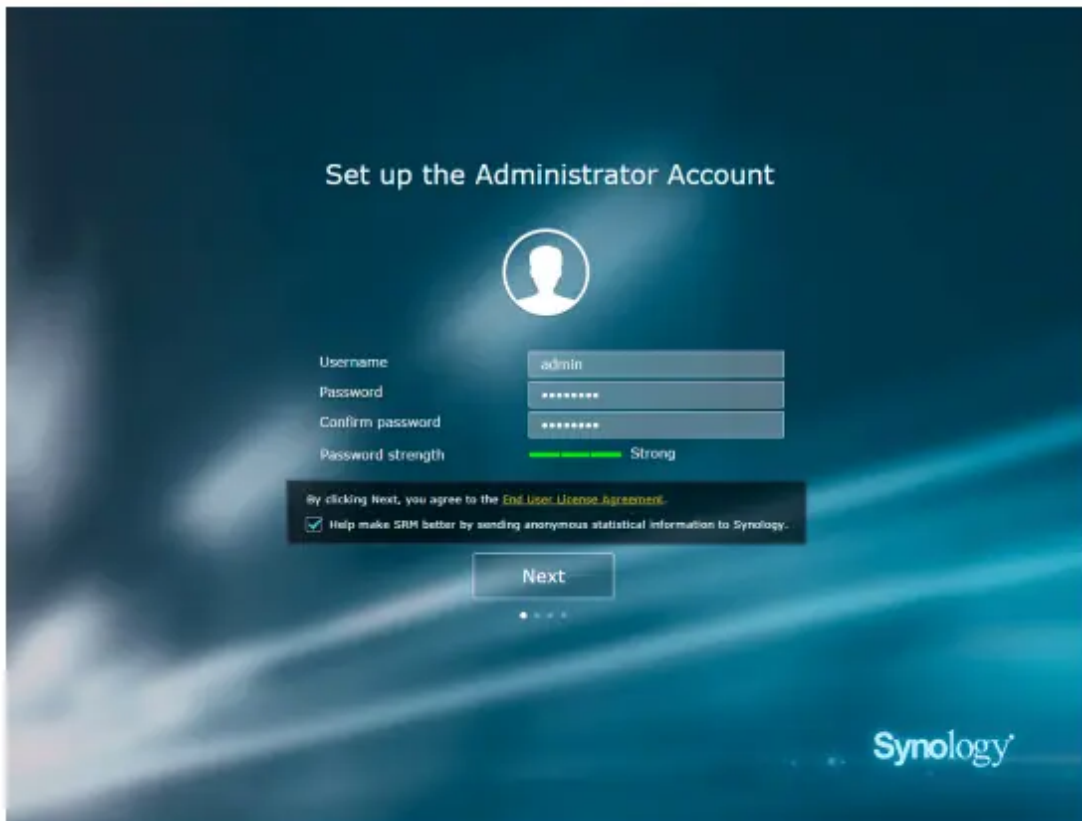 Set up the Administrator Account
Username
admin
Password
••••••••
Confirm password
••••••••
Password strength
Strong
By clicking Next, you agree to the End User License Agreement.
Help make SRM better by sending anonymous statistical information to Synology.
Next
Synology